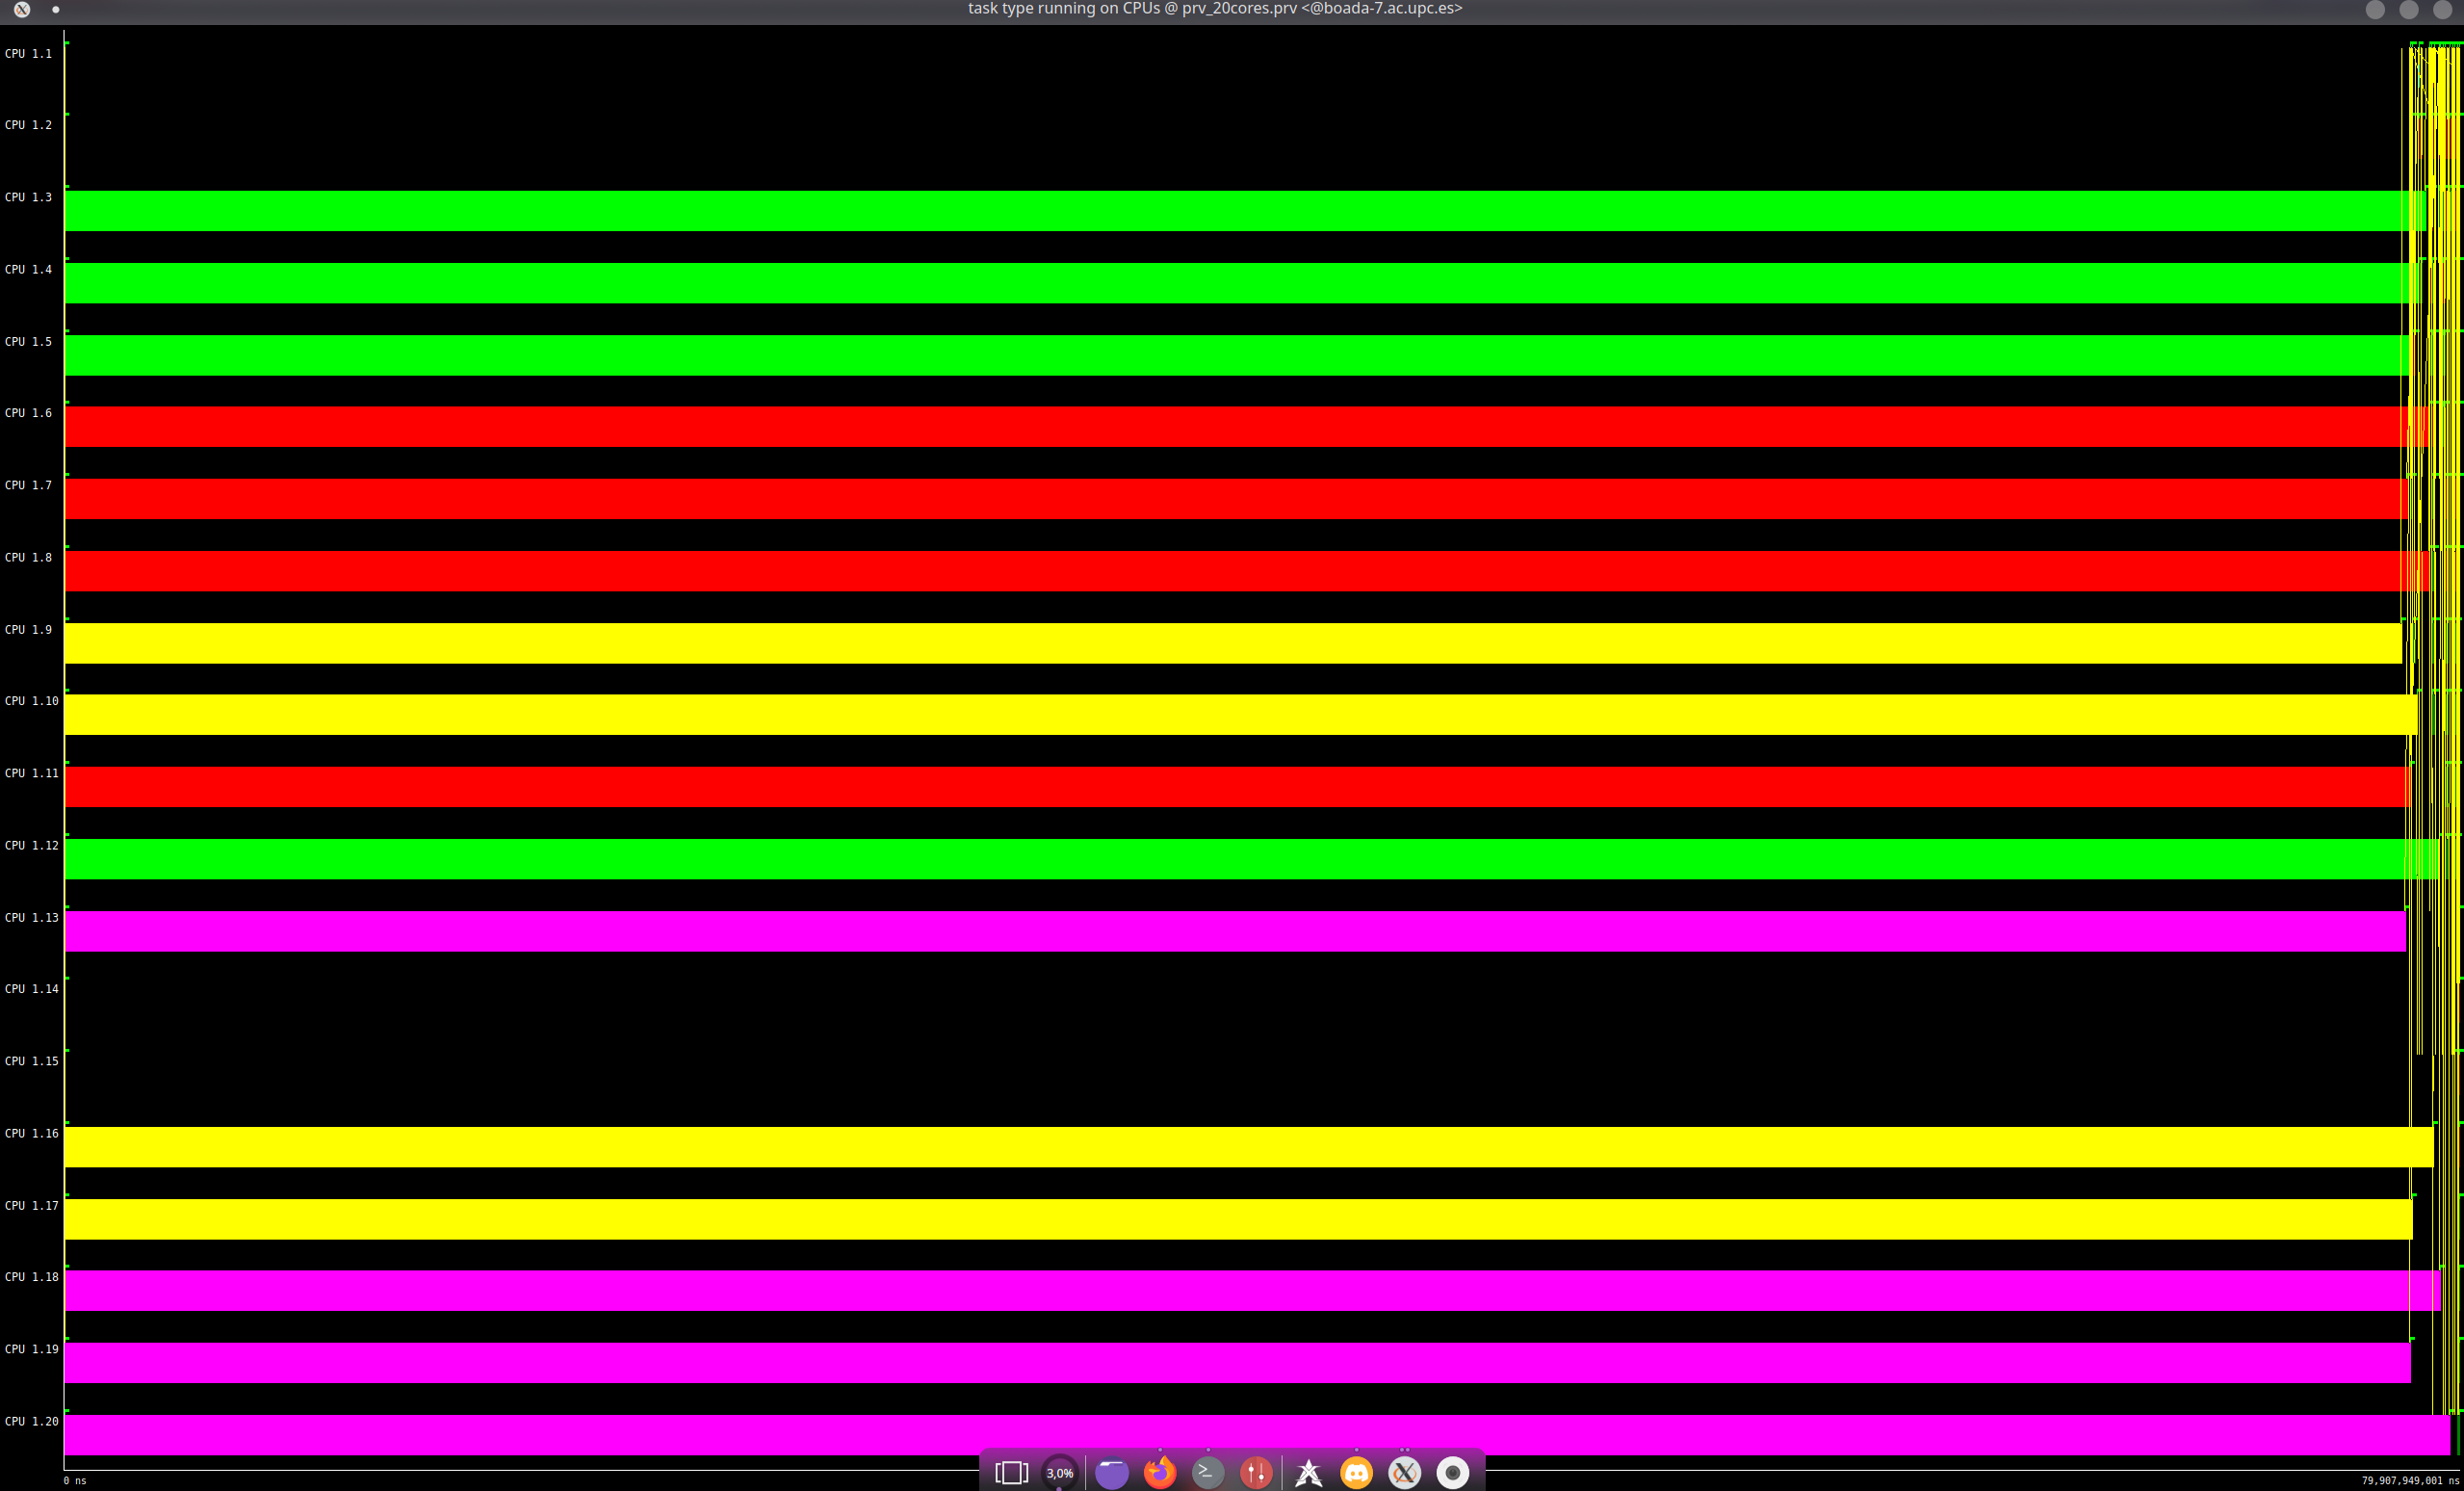 task type running on CPUs @ prv_20cores.prv <@boada-7.ac.upc.es>
CPU 1.1
CPU 1.2
CPU 1.3
CPU 1.4
CPU 1.5
CPU 1.6
CPU 1.7
CPU 1.8
CPU 1.9
CPU 1.10
CPU 1.11
CPU 1.12
CPU 1.13
CPU 1.14
CPU 1.15
CPU 1.16
CPU 1.17
CPU 1.18
CPU 1.19
CPU 1.20
3,0%
0 ns
79,907,949,001 ns